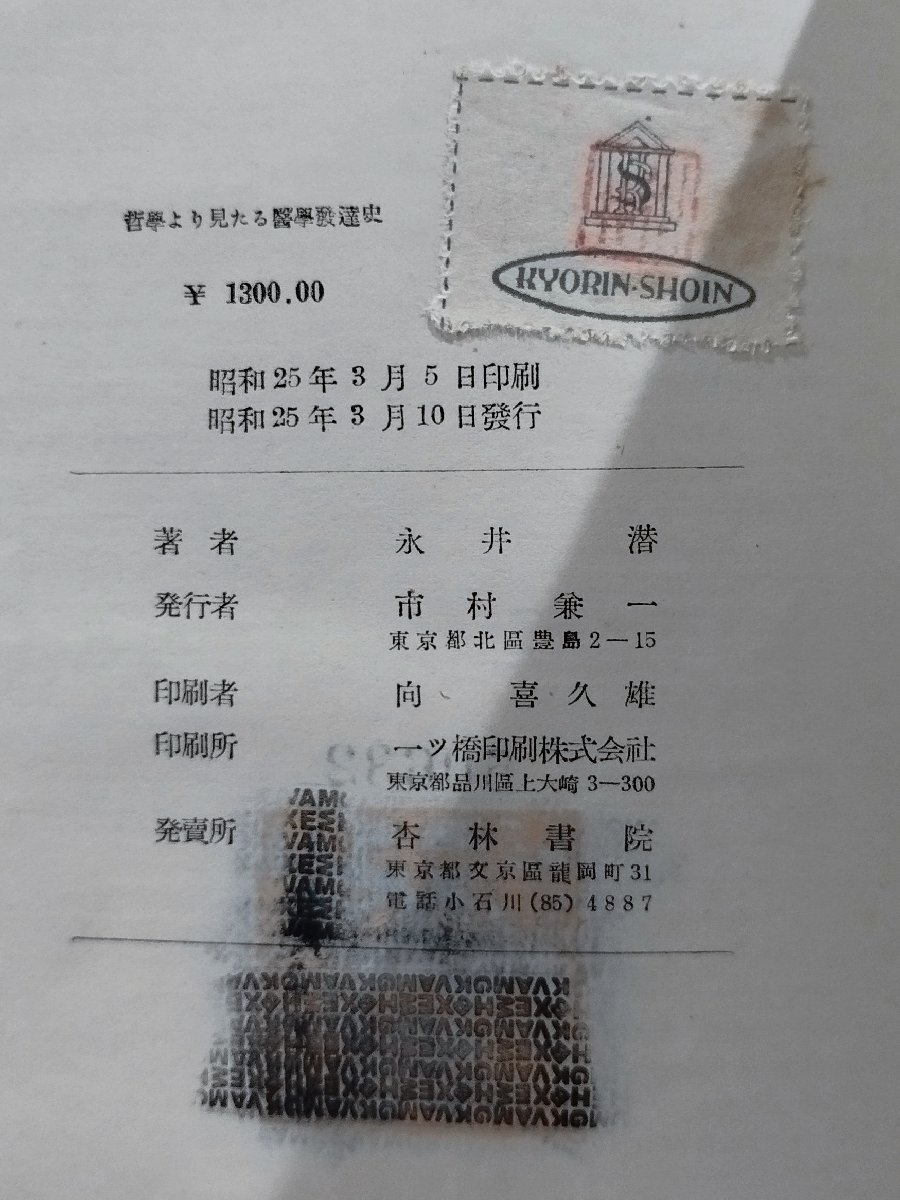 哲學より見たる醫學發達史
¥ 1300.00
KYORIN-SHOIN
昭和25年3月5日印刷
昭和25年3月10日發行
著者 永井 潜
発行者 市村兼一
東京都北區豊島2—15
印刷者 向 喜久雄
印刷所 一ツ橋印刷株式会社
東京都品川區上大崎3—300
発賣所 杏林書院
東京都文京區龍岡町31
電話小石川(85)4887